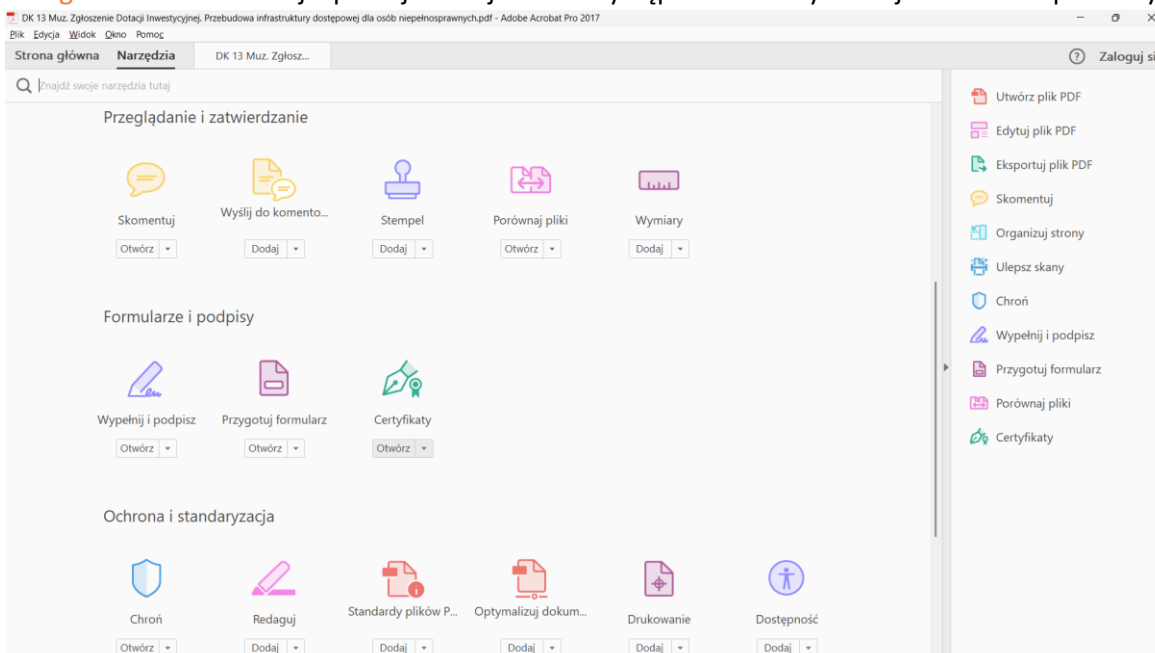 DK 13 Muz. Zgłoszenie Dotacji Inwestycyjnej. Przebudowa infrastruktury dostępowej dla osób niepełnosprawnych.pdf - Adobe Acrobat Pro 2017
Plik Edycja Widok Okno Pomoc
Strona główna Narzędzia DK 13 Muz. Zgłosz... Zaloguj si
Znajdź swoje narzędzia tutaj
Przeglądanie i zatwierdzanie
Skomentuj Wyślij do komento... Stempel Porównaj pliki Wymiary
Otwórz Dodaj Dodaj Otwórz Dodaj
Formularze i podpisy
Wypełnij i podpisz Przygotuj formularz Certyfikaty
Otwórz Otwórz Otwórz
Ochrona i standaryzacja
Chroń Redaguj Standardy plików P... Optymalizuj dokum... Drukowanie Dostępność
Otwórz Dodaj Dodaj Dodaj Dodaj Dodaj
Utwórz plik PDF
Edytuj plik PDF
Eksportuj plik PDF
Skomentuj
Organizuj strony
Ulepsz skany
Chroń
Wypełnij i podpisz
Przygotuj formularz
Porównaj pliki
Certyfikaty